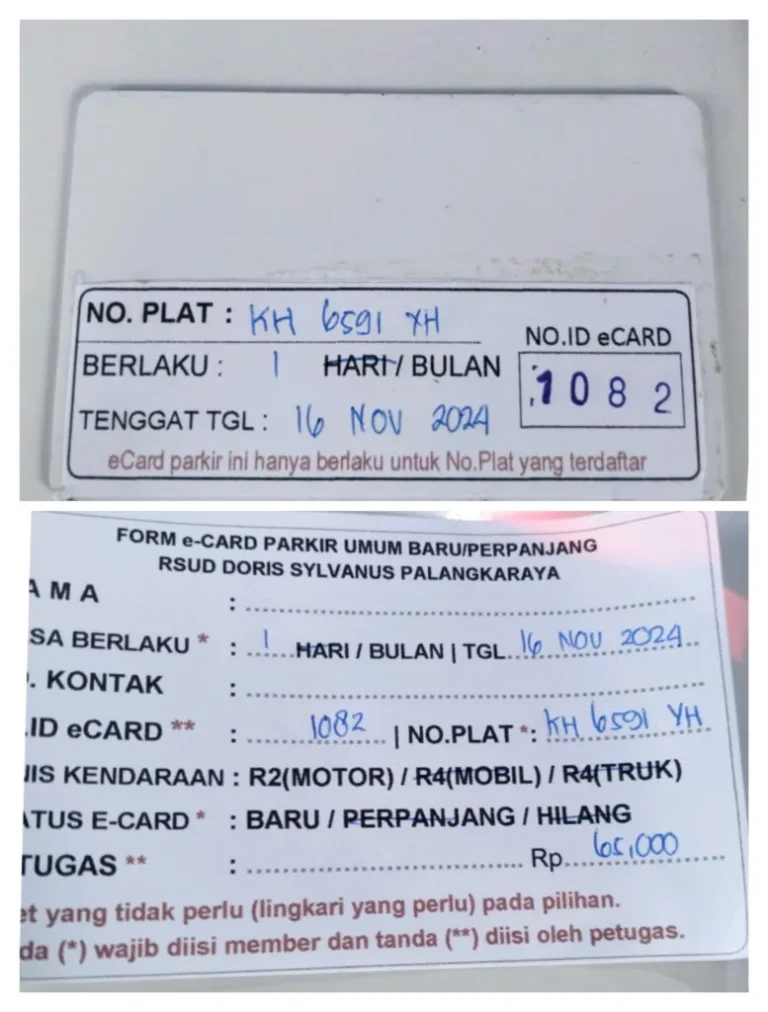 NO. PLAT : KH 6591 YH
BERLAKU : 1 HARI / BULAN
NO.ID eCARD
1082
TENGGAT TGL : 16 NOV 2024
eCard parkir ini hanya berlaku untuk No.Plat yang terdaftar
FORM e-CARD PARKIR UMUM BARU/PERPANJANG
RSUD DORIS SYLVANUS PALANGKARAYA
AMA :
SA BERLAKU * : 1 HARI / BULAN | TGL. 16 NOV 2024
. KONTAK :
.ID eCARD ** : 1082 | NO.PLAT *: KH 6591 YH
NIS KENDARAAN : R2(MOTOR) / R4(MOBIL) / R4(TRUK)
ATUS E-CARD * : BARU / PERPANJANG / HILANG
TUGAS ** : Rp. 65,000
et yang tidak perlu (lingkari yang perlu) pada pilihan.
da (*) wajib diisi member dan tanda (**) diisi oleh petugas.